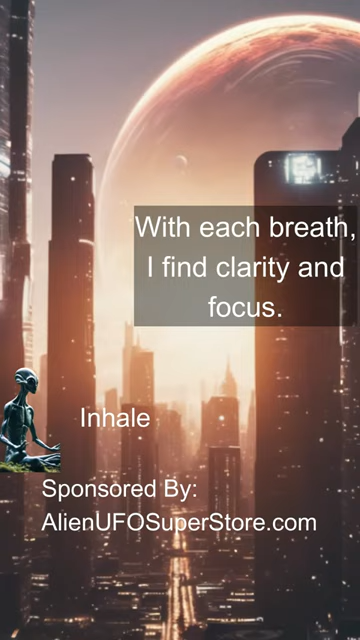 With each breath,
I find clarity and
focus.
Inhale
Sponsored By:
AlienUFOSuperStore.com